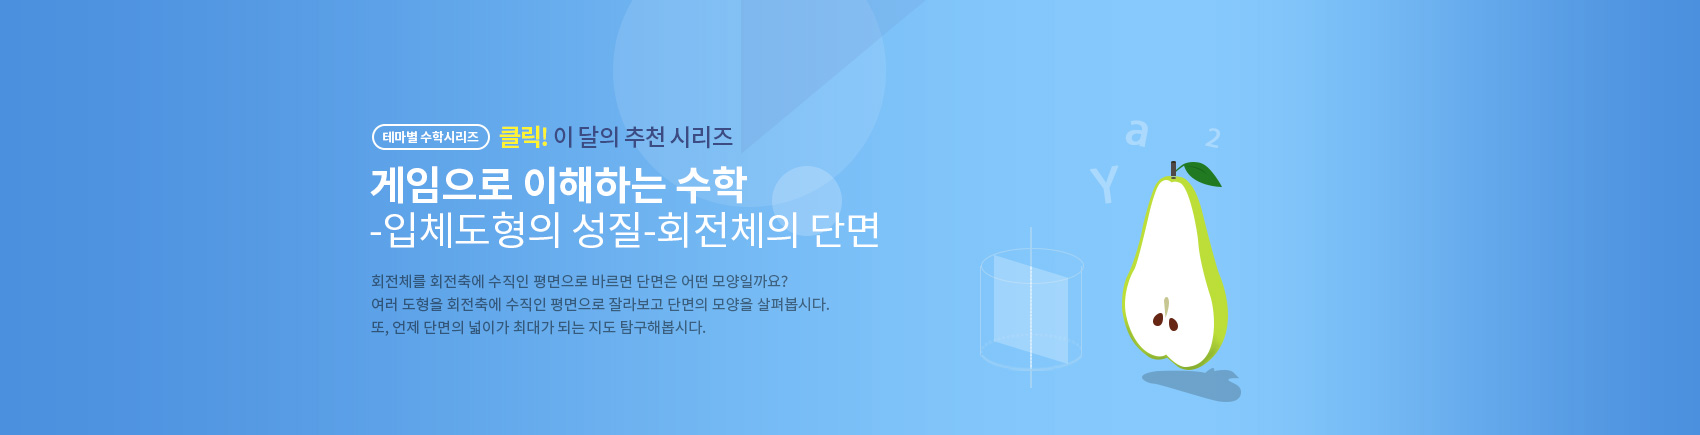 테마별 수학시리즈 클릭! 이 달의 추천 시리즈
게임으로 이해하는 수학
-입체도형의 성질-회전체의 단면
회전체를 회전축에 수직인 평면으로 바르면 단면은 어떤 모양일까요?
여러 도형을 회전축에 수직인 평면으로 잘라보고 단면의 모양을 살펴봅시다.
또, 언제 단면의 넓이가 최대가 되는 지도 탐구해봅시다.
a 2
Y